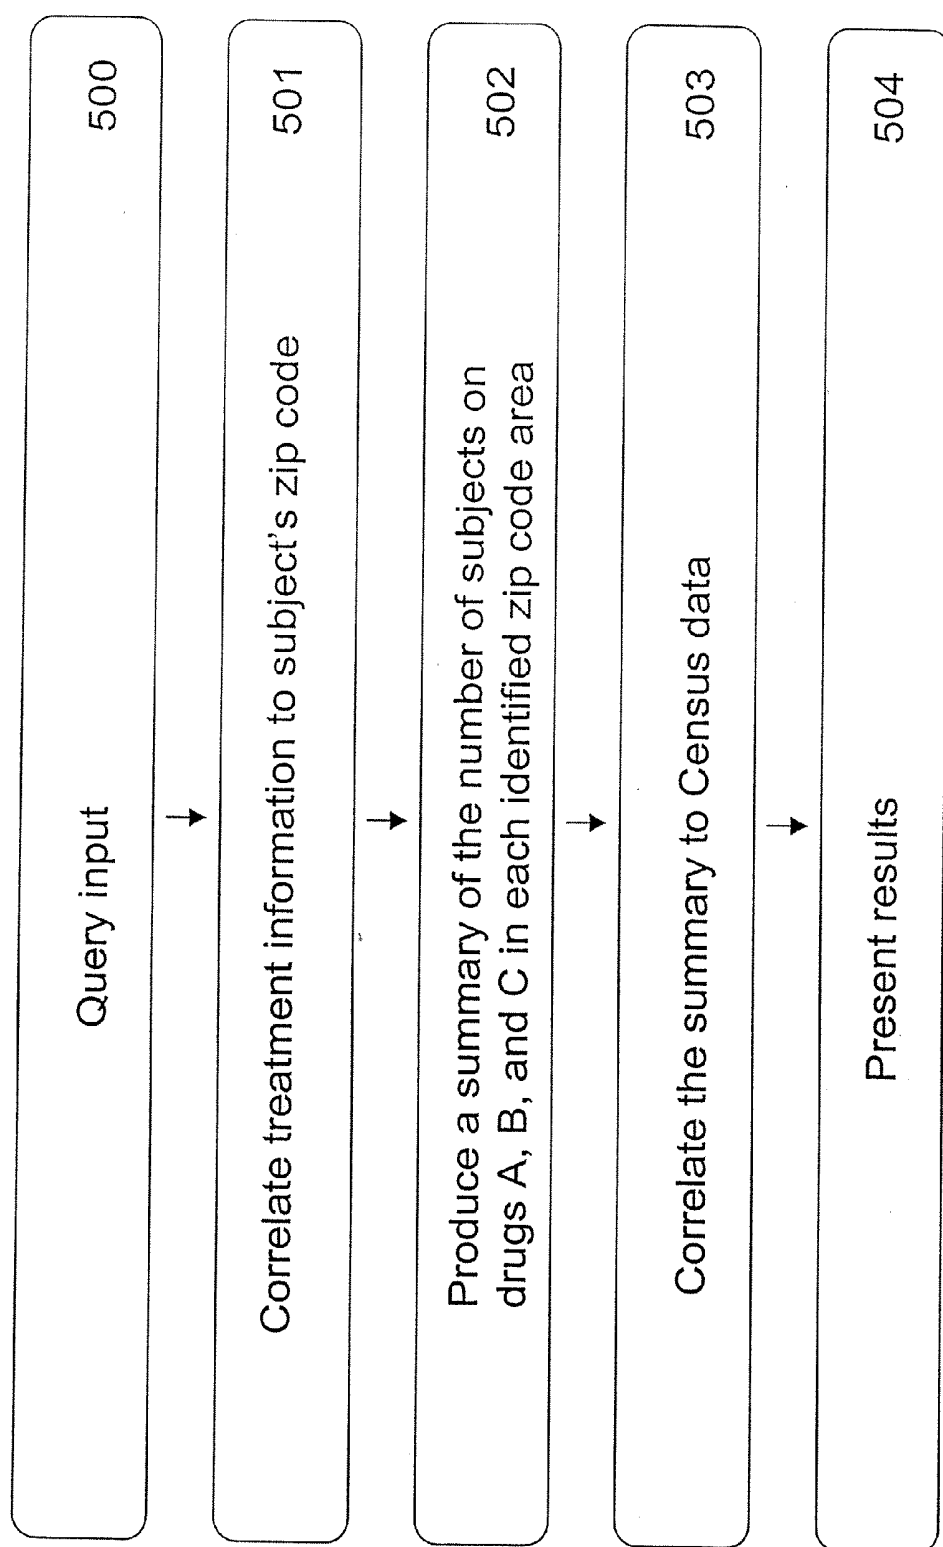 Query input 500
Correlate treatment information to subject's zip code 501
Produce a summary of the number of subjects on 502
drugs A, B, and C in each identified zip code area
Correlate the summary to Census data 503
Present results 504